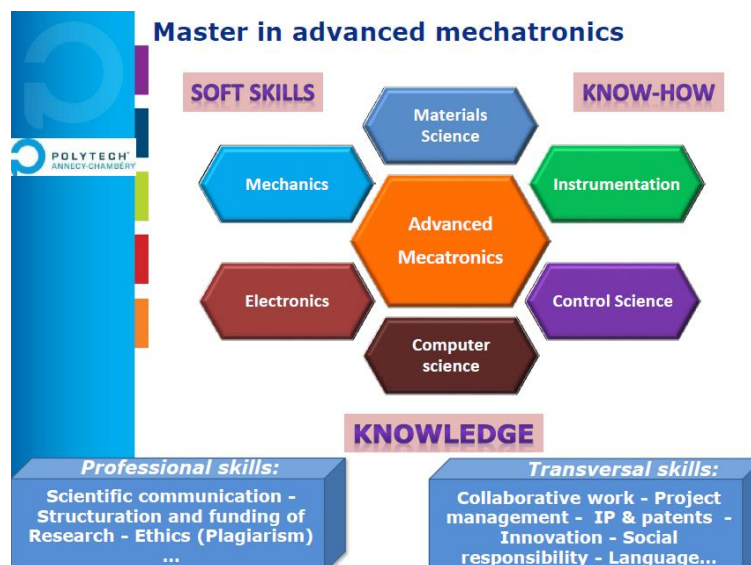 Master in advanced mechatronics
SOFT SKILLS
KNOW-HOW
Materials
Science
POLYTECH
ANNECY-CHAMBÉRY
Mechanics
Instrumentation
Advanced
Mecatronics
Electronics
Control Science
Computer
science
KNOWLEDGE
Professional skills:
Scientific communication -
Structuration and funding of
Research - Ethics (Plagiarism)
...
Transversal skills:
Collaborative work - Project
management - IP & patents -
Innovation - Social
responsibility - Language...